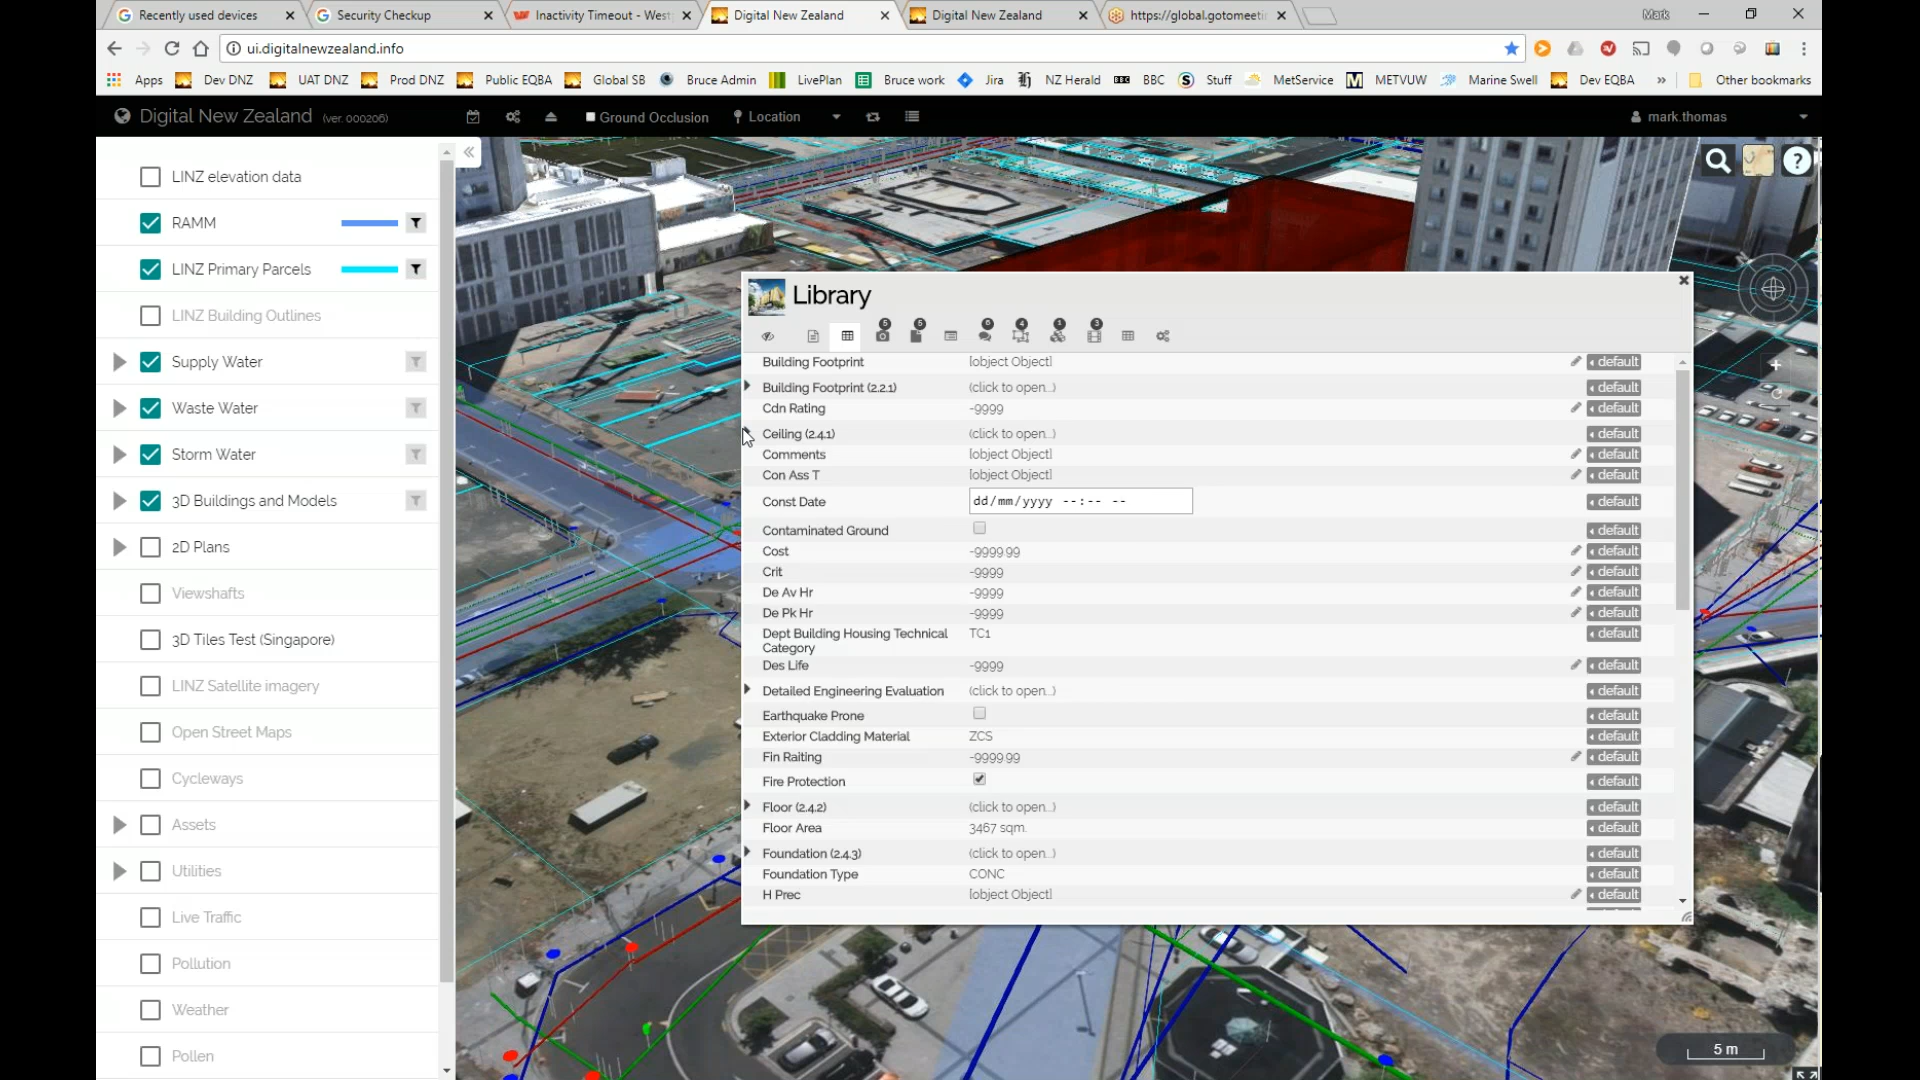 Recently used devices
Security Checkup
Inactivity Timeout - West
Digital New Zealand
Digital New Zealand
https://global.gotomeeti
Mark
ui.digitalnewzealand.info
Apps Dev DNZ UAT DNZ Prod DNZ Public EQBA Global SB Bruce Admin LivePlan Bruce work Jira NZ Herald BBC BBC Stuff MetService METVUW Marine Swell Dev EQBA » Other bookmarks
Digital New Zealand (ver. 000206) Ground Occlusion Location mark.thomas
LINZ elevation data
RAMM
LINZ Primary Parcels
LINZ Building Outlines
Supply Water
Waste Water
Storm Water
3D Buildings and Models
2D Plans
Viewshafts
3D Tiles Test (Singapore)
LINZ Satellite imagery
Open Street Maps
Cycleways
Assets
Utilities
Live Traffic
Pollution
Weather
Pollen
Library
5 5 6 4 1 3
Building Footprint [object Object] default
Building Footprint (2.2.1) (click to open...) default
Cdn Rating -9999 default
Ceiling (2.4.1) (click to open...) default
Comments [object Object] default
Con Ass T [object Object] default
Const Date dd/mm/yyyy --:-- -- default
Contaminated Ground default
Cost -9999.99 default
Crit -9999 default
De Av Hr -9999 default
De Pk Hr -9999 default
Dept Building Housing Technical TC1 default
Category
Des Life -9999 default
Detailed Engineering Evaluation (click to open...) default
Earthquake Prone default
Exterior Cladding Material ZCS default
Fin Raiting -9999.99 default
Fire Protection default
Floor (2.4.2) (click to open...) default
Floor Area 3467 sqm. default
Foundation (2.4.3) (click to open...) default
Foundation Type CONC default
H Prec [object Object] default
5 m